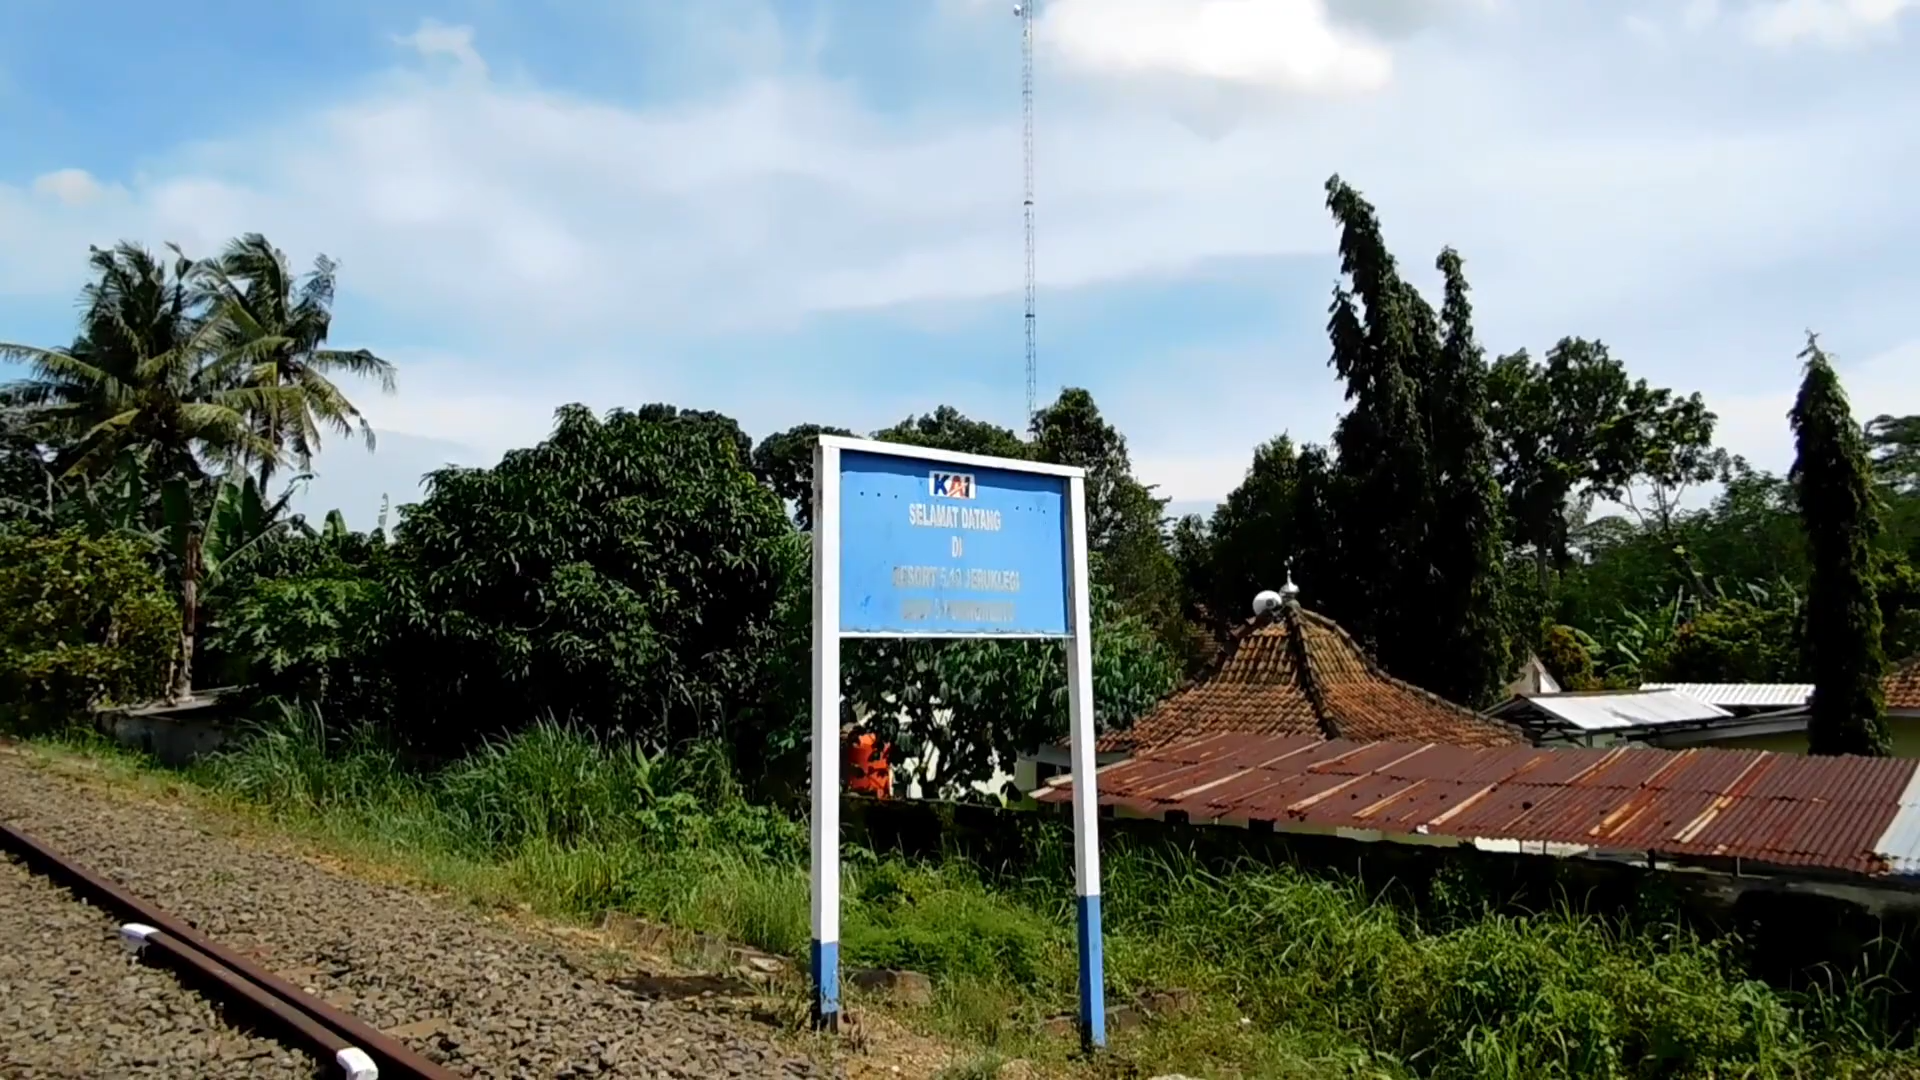 KAI
SELAMAT DATANG
DI
RESORT 5.10 JERUKLEGI